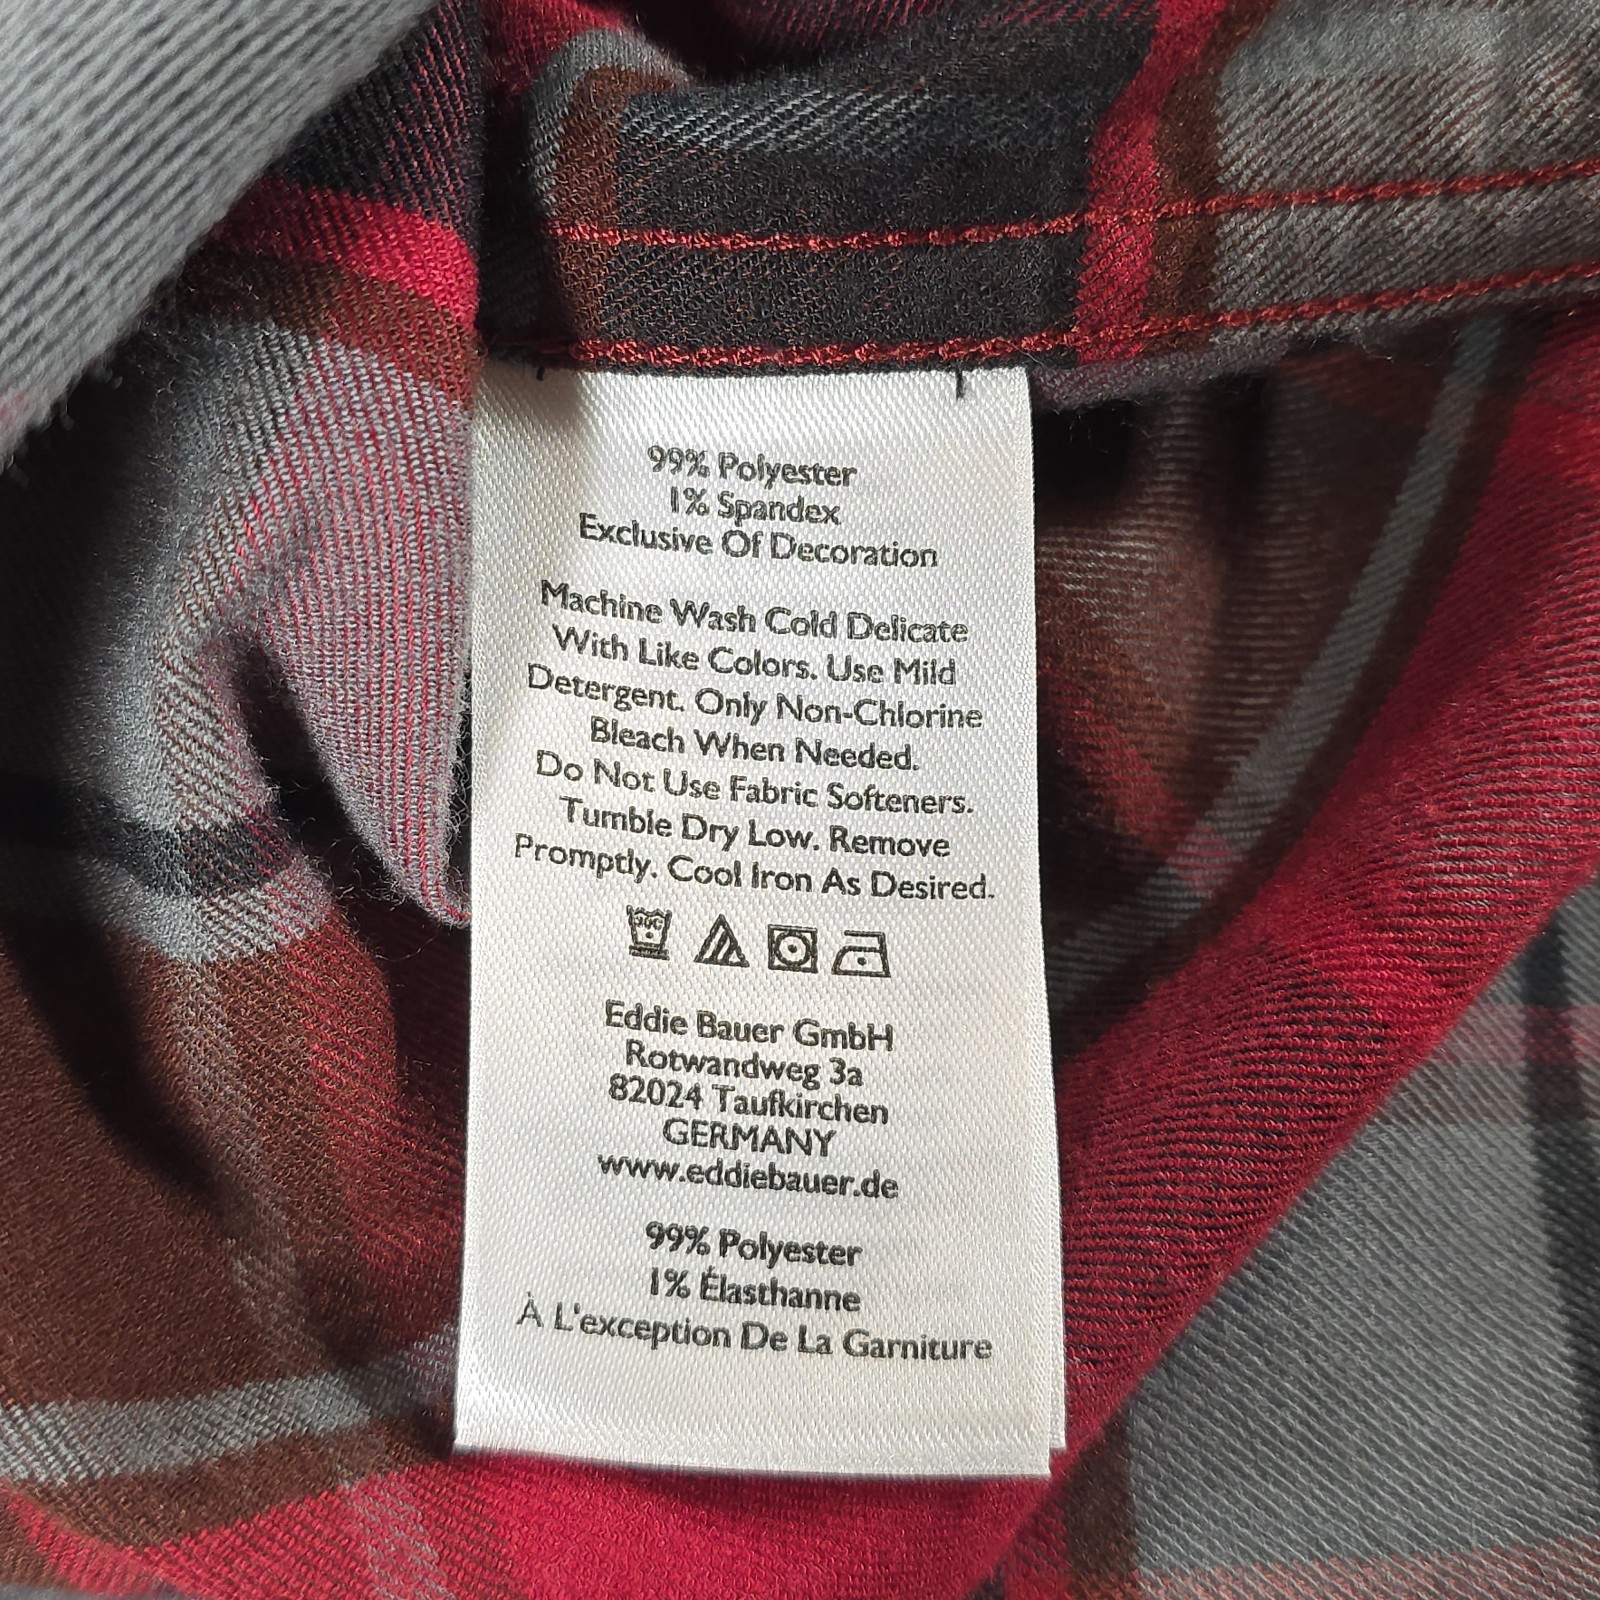 99% Polyester
1% Spandex
Exclusive Of Decoration
Machine Wash Cold Delicate
With Like Colors. Use Mild
Detergent. Only Non-Chlorine
Bleach When Needed.
Do Not Use Fabric Softeners.
Tumble Dry Low. Remove
Promptly. Cool Iron As Desired.
30C
Eddie Bauer GmbH
Rotwandweg 3a
82024 Taufkirchen
GERMANY
www.eddiebauer.de
99% Polyester
1% Élasthanne
À L'exception De La Garniture